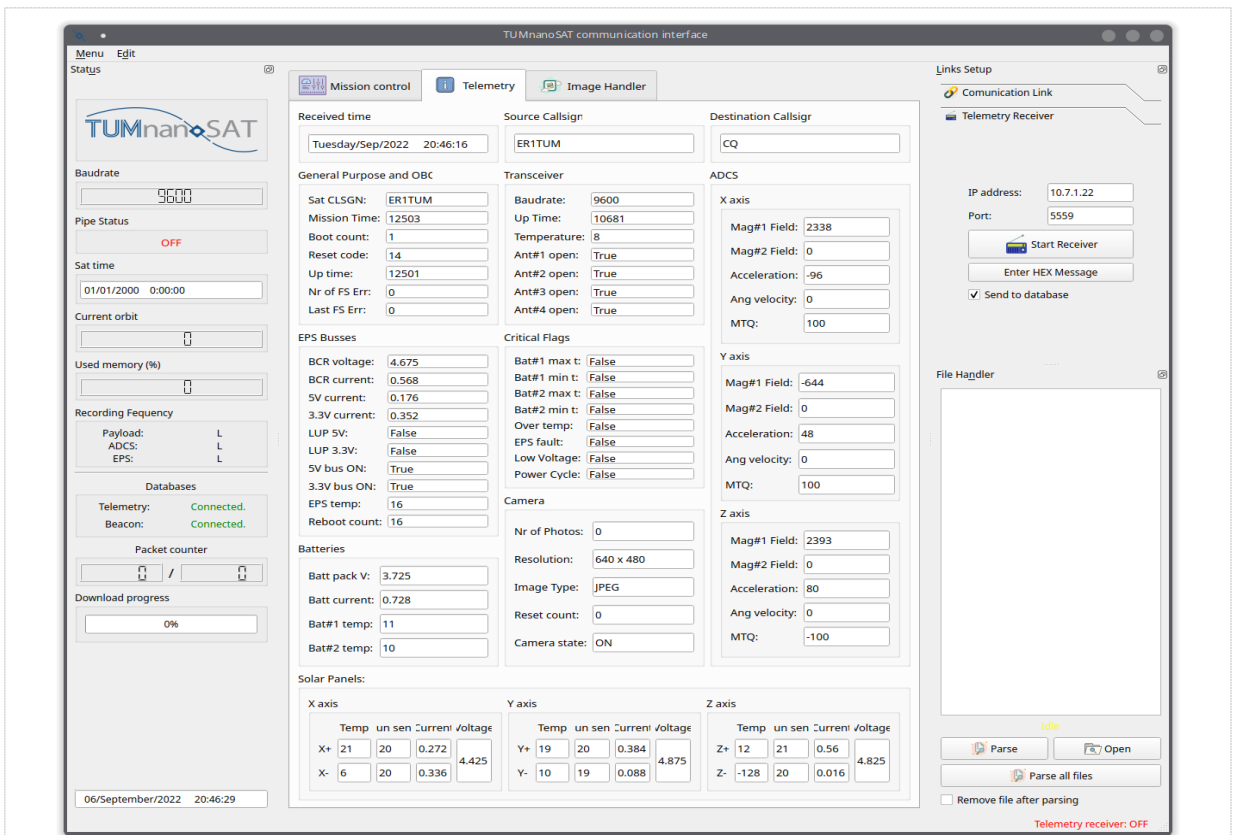 TUMnanoSAT communication interface
Menu Edit
Status
TUMnanoSAT
Baudrate
9600
Pipe Status
OFF
Sat time
01/01/2000 0:00:00
Current orbit
0
Used memory (%)
0
Recording Fequency
Payload: L
ADCS: L
EPS: L
Databases
Telemetry: Connected.
Beacon: Connected.
Packet counter
0 / 0
Download progress
0%
06/September/2022 20:46:29
Mission control
Telemetry
Image Handler
Received time
Tuesday/Sep/2022 20:46:16
Source Callsigr
ER1TUM
Destination Callsigr
CQ
General Purpose and OBC
Sat CLSGN: ER1TUM
Mission Time: 12503
Boot count: 1
Reset code: 14
Up time: 12501
Nr of FS Err: 0
Last FS Err: 0
Transceiver
Baudrate: 9600
Up Time: 10681
Temperature: 8
Ant#1 open: True
Ant#2 open: True
Ant#3 open: True
Ant#4 open: True
ADCS
X axis
Mag#1 Field: 2338
Mag#2 Field: 0
Acceleration: -96
Ang velocity: 0
MTQ: 100
Y axis
Mag#1 Field: -644
Mag#2 Field: 0
Acceleration: 48
Ang velocity: 0
MTQ: 100
Z axis
Mag#1 Field: 2393
Mag#2 Field: 0
Acceleration: 80
Ang velocity: 0
MTQ: -100
EPS Busses
BCR voltage: 4.675
BCR current: 0.568
5V current: 0.176
3.3V current: 0.352
LUP 5V: False
LUP 3.3V: False
5V bus ON: True
3.3V bus ON: True
EPS temp: 16
Reboot count: 16
Critical Flags
Bat#1 max t: False
Bat#1 min t: False
Bat#2 max t: False
Bat#2 min t: False
Over temp: False
EPS fault: False
Low Voltage: False
Power Cycle: False
Camera
Nr of Photos: 0
Resolution: 640 x 480
Image Type: JPEG
Reset count: 0
Camera state: ON
Batteries
Batt pack V: 3.725
Batt current: 0.728
Bat#1 temp: 11
Bat#2 temp: 10
Solar Panels:
X axis
Temp un sen Current Voltage
X+ 21 20 0.272
4.425
X- 6 20 0.336
Y axis
Temp un sen Current Voltage
Y+ 19 20 0.384
4.875
Y- 10 19 0.088
Z axis
Temp un sen Current Voltage
Z+ 12 21 0.56
4.825
Z- -128 20 0.016
Links Setup
Comunication Link
Telemetry Receiver
IP address: 10.7.1.22
Port: 5559
Start Receiver
Enter HEX Message
Send to database
File Handler
Idle
Parse
Open
Parse all files
Remove file after parsing
Telemetry receiver: OFF